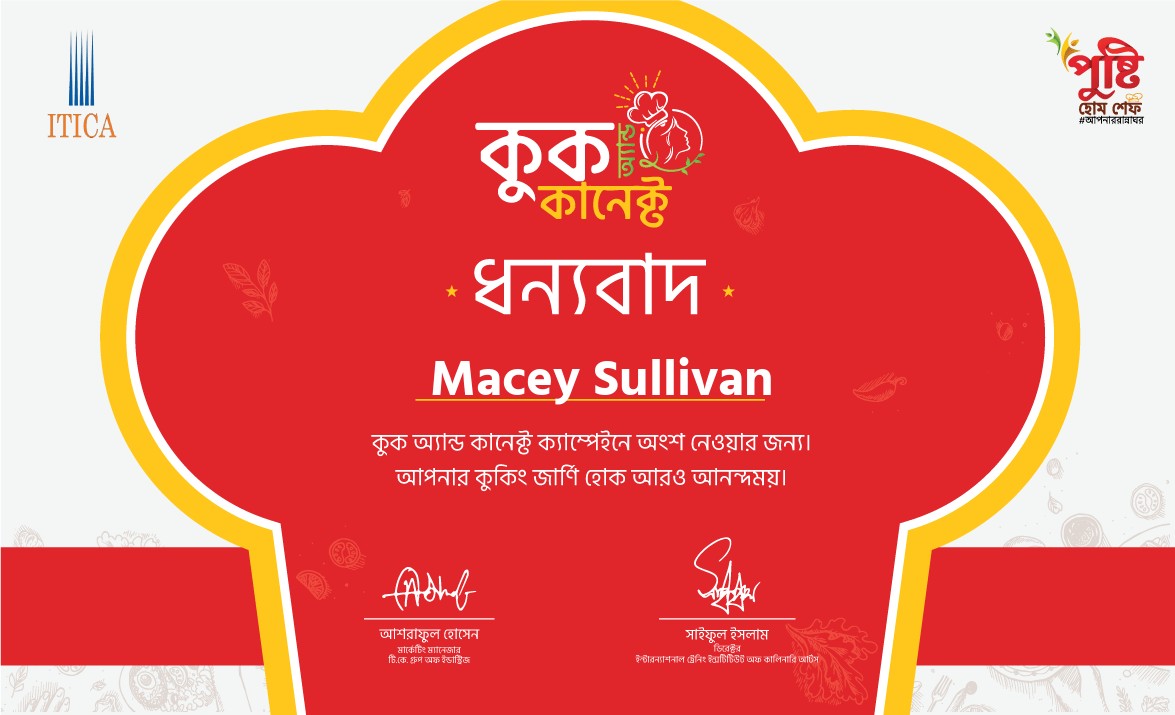 ITICA
পুষ্টি
হোম শেফ
#আপনাররান্নাঘর
কুক অ্যান্ড
কানেক্ট
ধন্যবাদ
Macey Sullivan
কুক অ্যান্ড কানেক্ট ক্যাম্পেইনে অংশ নেওয়ার জন্য।
আপনার কুকিং জার্ণি হোক আরও আনন্দময়।
আশরাফুল হোসেন
মার্কেটিং ম্যানেজার
টি.কে. গ্রুপ অফ ইন্ডাস্ট্রিজ
সাইফুল ইসলাম
ডিরেক্টর
ইন্টারন্যাশনাল ট্রেনিং ইন্সটিটিউট অফ কালিনারি আর্টস